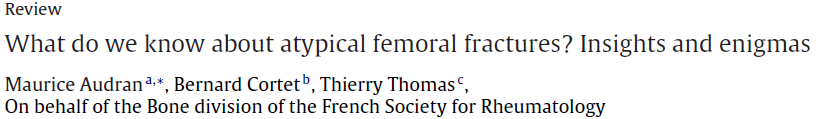 Review
What do we know about atypical femoral fractures? Insights and enigmas
Maurice Audran a,*, Bernard Cortet b, Thierry Thomas c,
On behalf of the Bone division of the French Society for Rheumatology